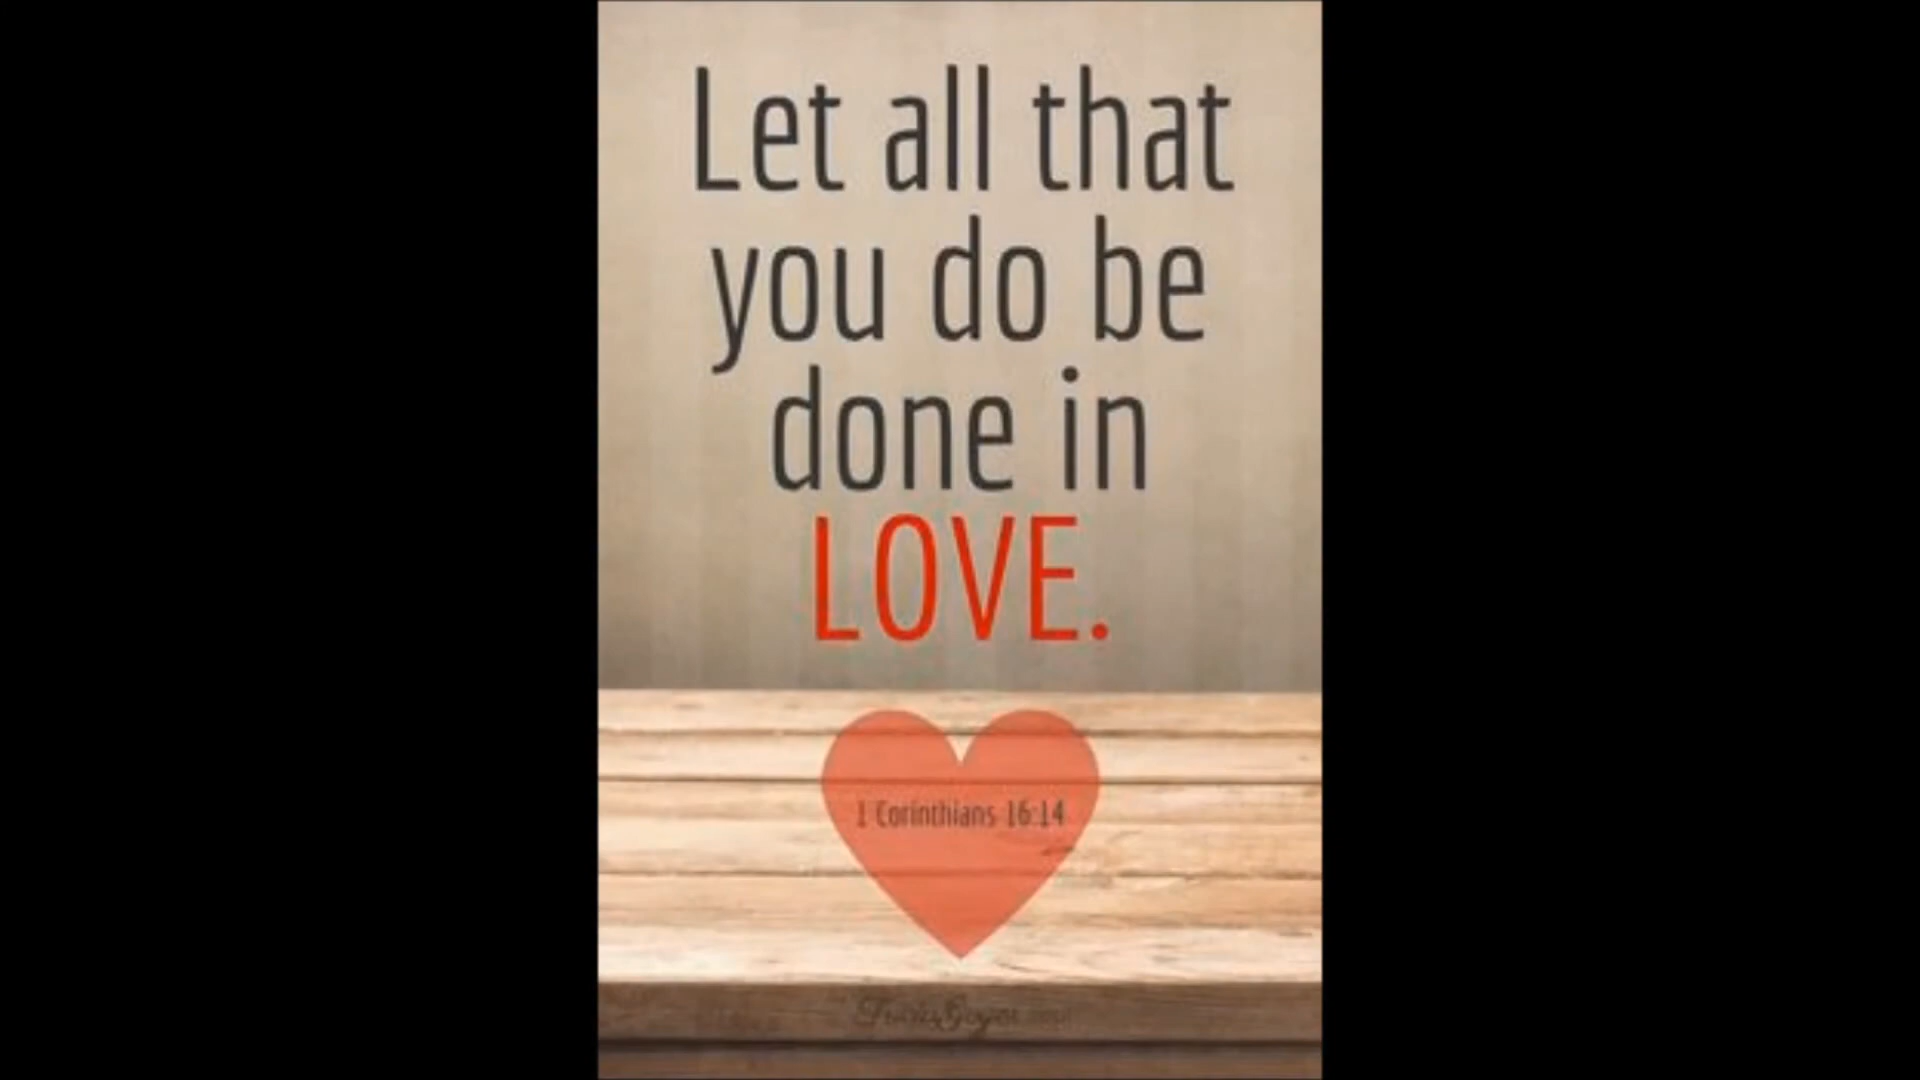 Let all that
you do be
done in
LOVE.
1 Corinthians 16:14